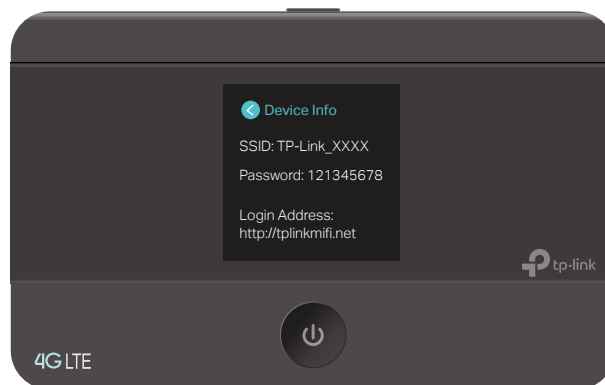 Device Info
SSID: TP-Link_XXXX
Password: 121345678
Login Address:
http://tplinkmifi.net
tp-link
4G LTE